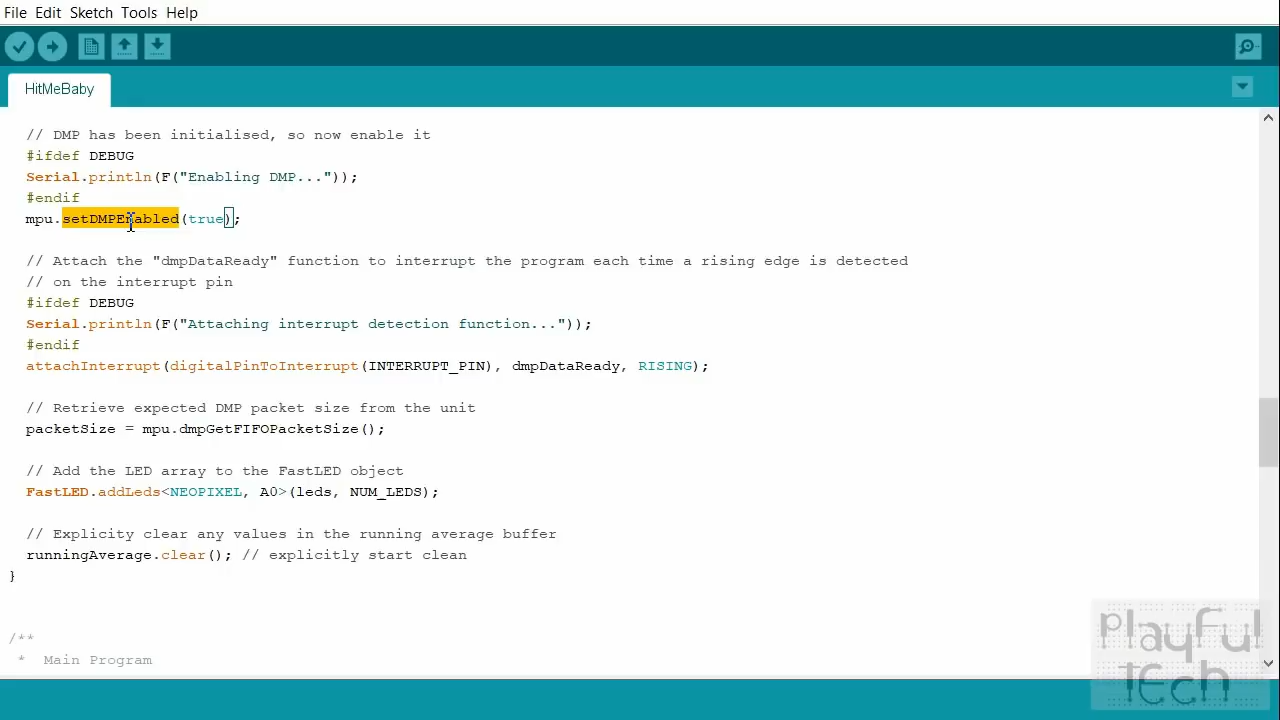 File Edit Sketch Tools Help
HitMeBaby
// DMP has been initialised, so now enable it
#ifdef DEBUG
Serial.println(F("Enabling DMP..."));
#endif
mpu.setDMPEnabled(true);
// Attach the "dmpDataReady" function to interrupt the program each time a rising edge is detected
// on the interrupt pin
#ifdef DEBUG
Serial.println(F("Attaching interrupt detection function..."));
#endif
attachInterrupt(digitalPinToInterrupt(INTERRUPT_PIN), dmpDataReady, RISING);
// Retrieve expected DMP packet size from the unit
packetSize = mpu.dmpGetFIFOPacketSize();
// Add the LED array to the FastLED object
FastLED.addLeds<NEOPIXEL, A0>(leds, NUM_LEDS);
// Explicity clear any values in the running average buffer
runningAverage.clear(); // explicitly start clean
}
/**
* Main Program
Playful
tech